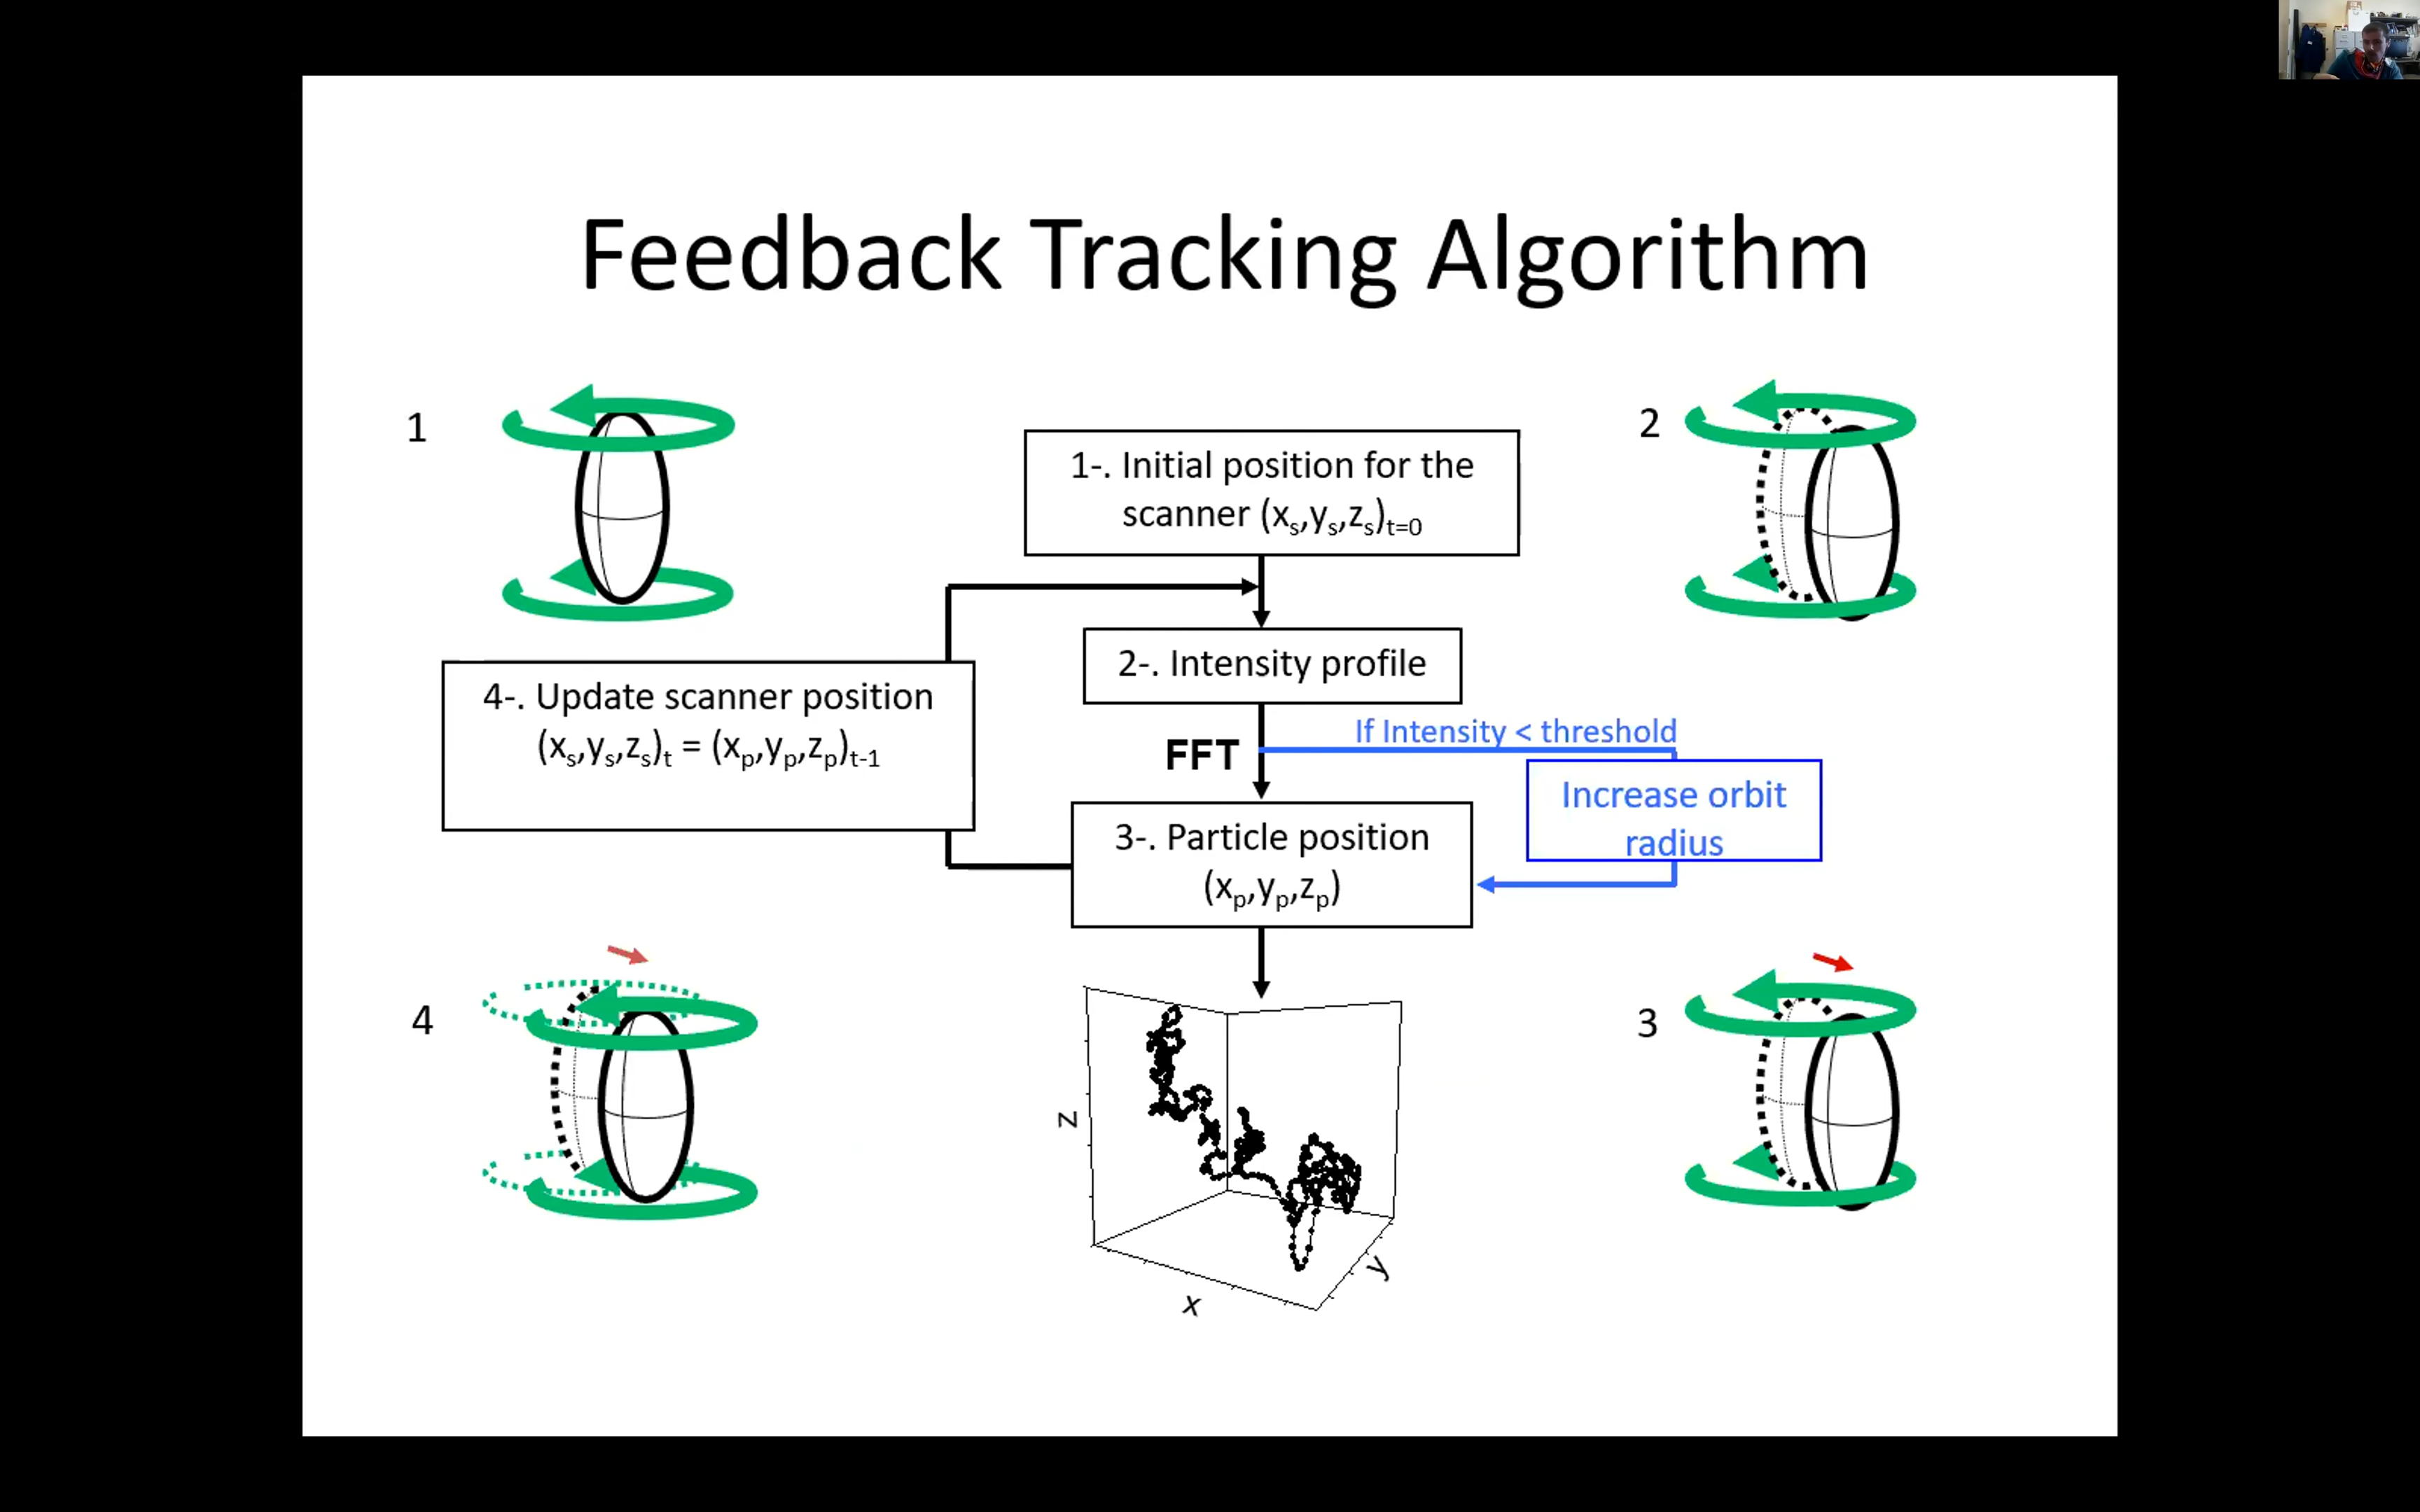 Feedback Tracking Algorithm
1
2
1-. Initial position for the
scanner (xₛ,yₛ,zₛ)ₜ₌₀
2-. Intensity profile
4-. Update scanner position
(xₛ,yₛ,zₛ)ₜ = (xₚ,yₚ,zₚ)ₜ₋₁
If Intensity < threshold
FFT
Increase orbit
radius
3-. Particle position
(xₚ,yₚ,zₚ)
4
3
z
y
x